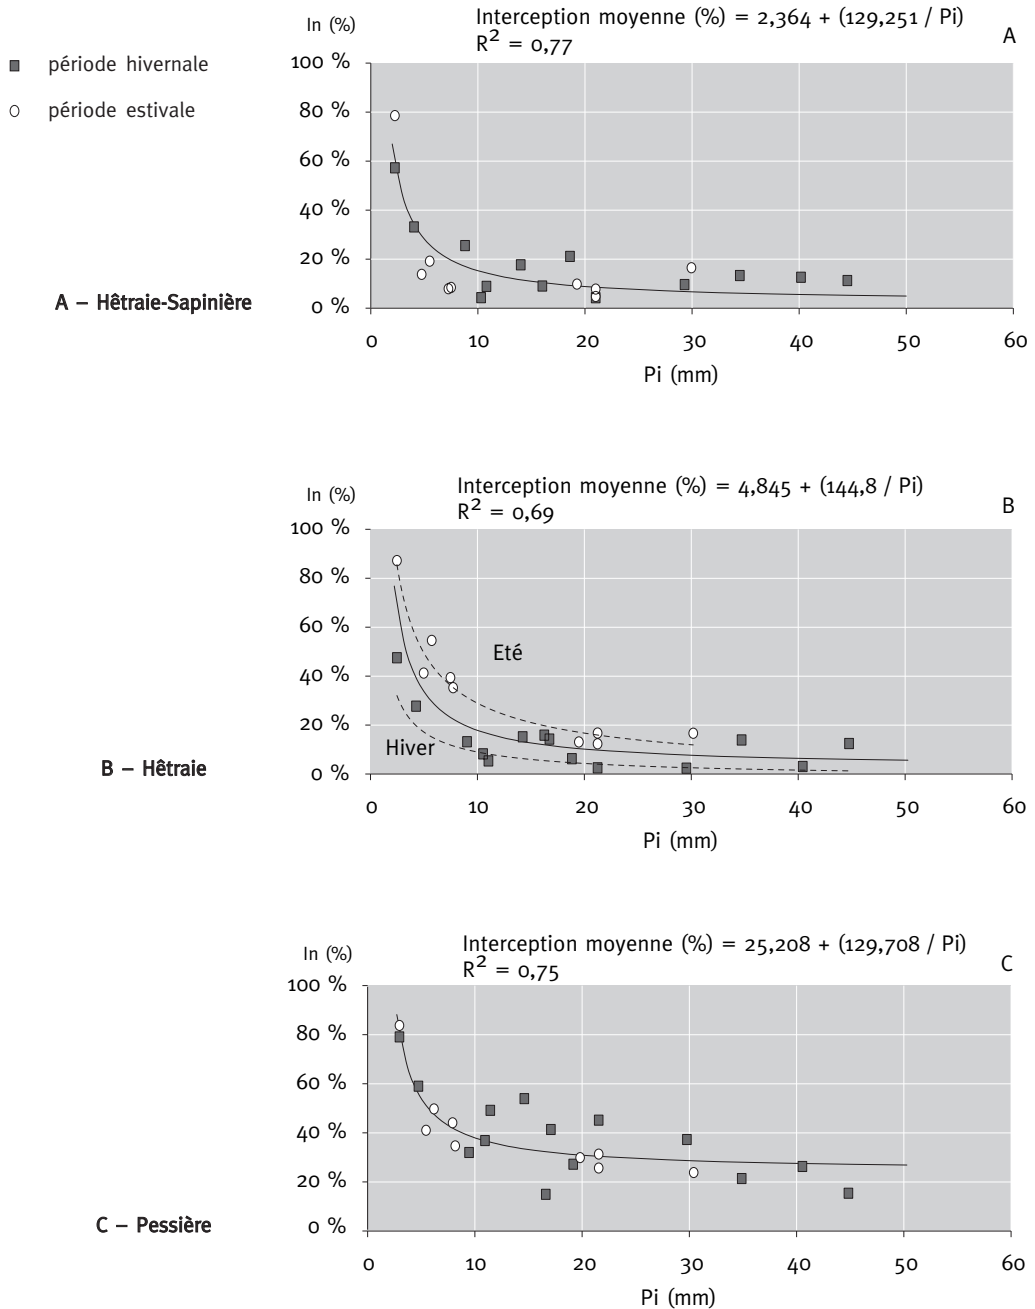 période hivernale
période estivale
In (%)
Interception moyenne (%) = 2,364 + (129,251 / Pi)
R² = 0,77
A
100 %
80 %
60 %
40 %
20 %
0 %
A – Hêtraie-Sapinière
0 10 20 30 40 50 60
Pi (mm)
In (%)
Interception moyenne (%) = 4,845 + (144,8 / Pi)
R² = 0,69
B
100 %
80 %
60 %
40 %
20 %
0 %
Eté
Hiver
B – Hêtraie
0 10 20 30 40 50 60
Pi (mm)
In (%)
Interception moyenne (%) = 25,208 + (129,708 / Pi)
R² = 0,75
C
100 %
80 %
60 %
40 %
20 %
0 %
C – Pessière
0 10 20 30 40 50 60
Pi (mm)